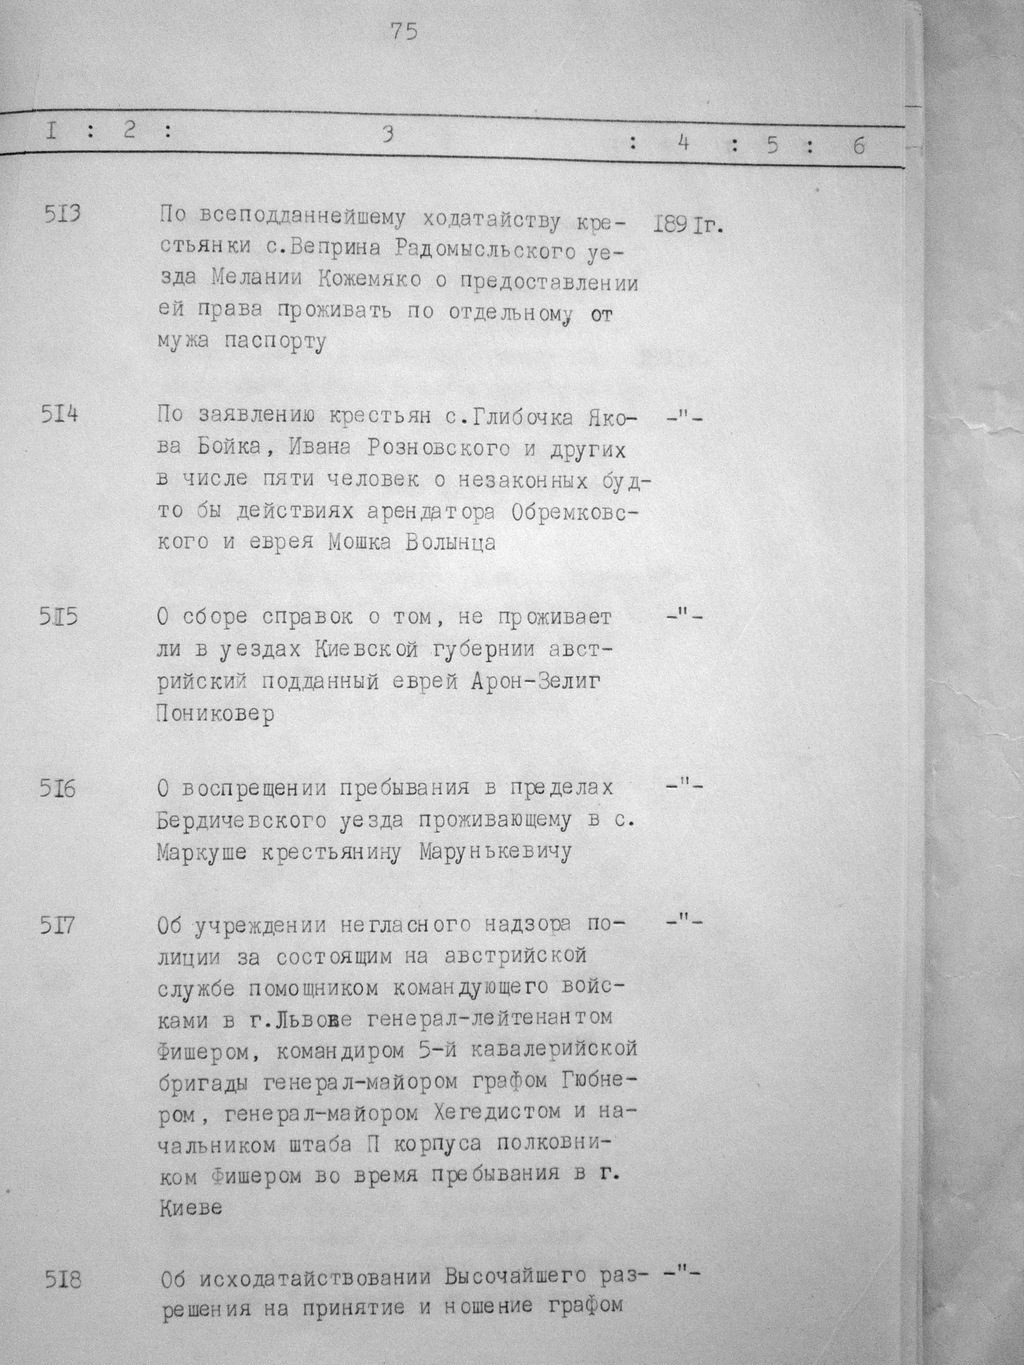 75
I : 2 : 3 : 4 : 5 : 6
5I3 По всеподданнейшему ходатайству кре- I89Iг.
стьянки с.Веприна Радомысльского уе-
зда Мелании Кожемяко о предоставлении
ей права проживать по отдельному от
мужа паспорту
5I4 По заявлению крестьян с.Глибочка Яко- -"-
ва Бойка, Ивана Розновского и других
в числе пяти человек о незаконных буд-
то бы действиях арендатора Обремковс-
кого и еврея Мошка Волынца
5I5 О сборе справок о том, не проживает -"-
ли в уездах Киевской губернии авст-
рийский подданный еврей Арон-Зелиг
Пониковер
5I6 О воспрещении пребывания в пределах -"-
Бердичевского уезда проживающему в с.
Маркуше крестьянину Марунькевичу
5I7 Об учреждении негласного надзора по- -"-
лиции за состоящим на австрийской
службе помощником командующего войс-
ками в г.Львове генерал-лейтенантом
Фишером, командиром 5-й кавалерийской
бригады генерал-майором графом Гюбне-
ром, генерал-майором Хегедистом и на-
чальником штаба П корпуса полковни-
ком Фишером во время пребывания в г.
Киеве
5I8 Об исходатайствовании Высочайшего раз- -"-
решения на принятие и ношение графом